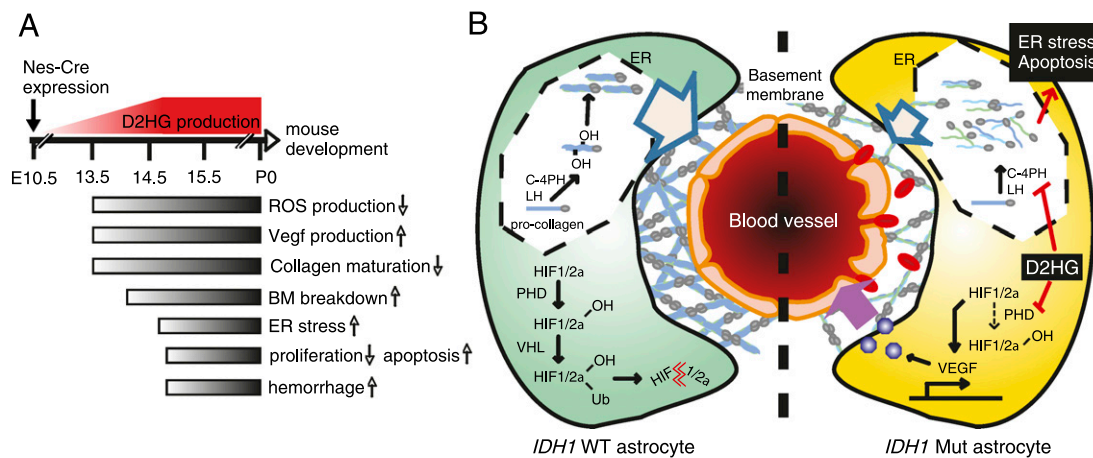 A
Nes-Cre
expression
D2HG production
mouse
development
E10.5
13.5
14.5
15.5
P0
ROS production
Vegf production
Collagen maturation
BM breakdown
ER stress
proliferation apoptosis
hemorrhage
B
ER
OH
OH
C-4PH
LH
pro-collagen
HIF1/2a
PHD
OH
HIF1/2a
VHL
OH
HIF1/2a
Ub
HIF 1/2a
IDH1 WT astrocyte
Basement
membrane
Blood vessel
ER
ER stress
Apoptosis
C-4PH
LH
D2HG
HIF1/2a
PHD
OH
HIF1/2a
VEGF
IDH1 Mut astrocyte